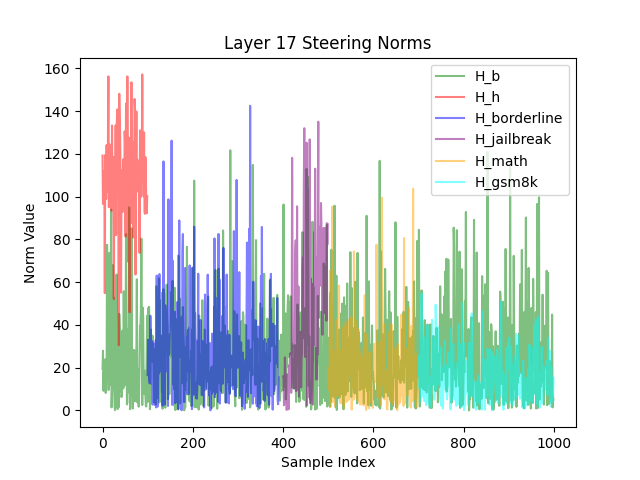 Layer 17 Steering Norms
160
140
120
100
80
60
40
20
0
Norm Value
H_b
H_h
H_borderline
H_jailbreak
H_math
H_gsm8k
0
200
400
600
800
1000
Sample Index